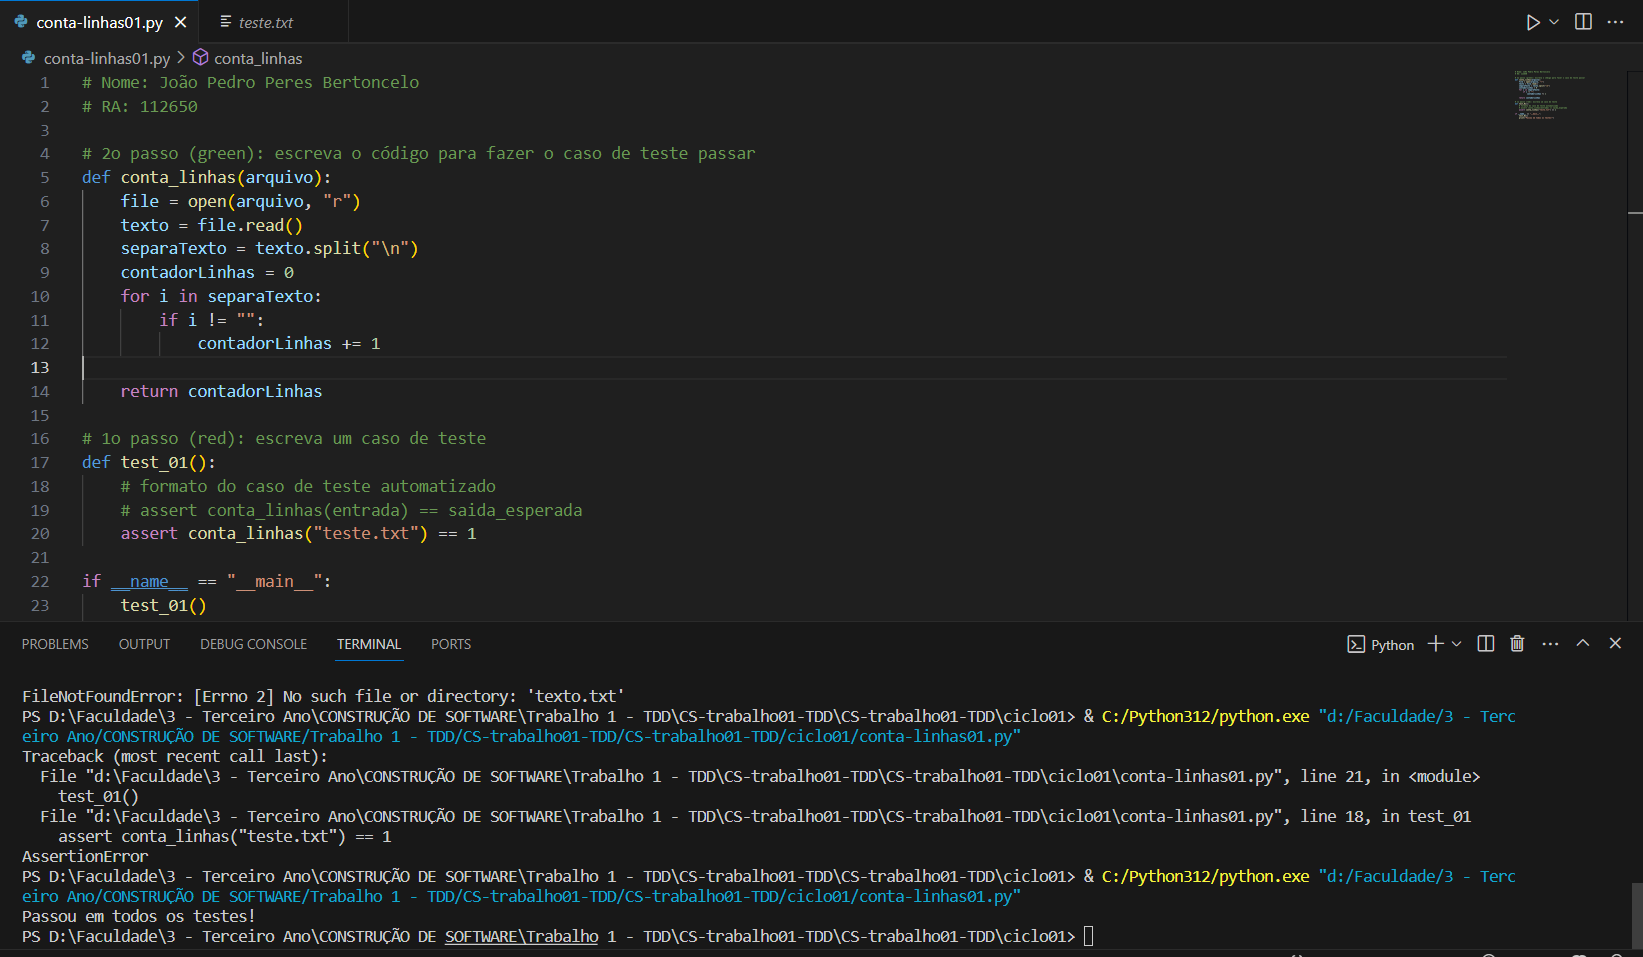 conta-linhas01.py
teste.txt
conta-linhas01.py > conta_linhas
1 # Nome: João Pedro Peres Bertoncelo
2 # RA: 112650
3
4 # 2o passo (green): escreva o código para fazer o caso de teste passar
5 def conta_linhas(arquivo):
6 file = open(arquivo, "r")
7 texto = file.read()
8 separaTexto = texto.split("\n")
9 contadorLinhas = 0
10 for i in separaTexto:
11 if i != "":
12 contadorLinhas += 1
13
14 return contadorLinhas
15
16 # 1o passo (red): escreva um caso de teste
17 def test_01():
18 # formato do caso de teste automatizado
19 # assert conta_linhas(entrada) == saida_esperada
20 assert conta_linhas("teste.txt") == 1
21
22 if __name__ == "__main__":
23 test_01()
PROBLEMS OUTPUT DEBUG CONSOLE TERMINAL PORTS
Python
FileNotFoundError: [Errno 2] No such file or directory: 'texto.txt'
PS D:\Faculdade\3 - Terceiro Ano\CONSTRUÇÃO DE SOFTWARE\Trabalho 1 - TDD\CS-trabalho01-TDD\CS-trabalho01-TDD\ciclo01> & C:/Python312/python.exe "d:/Faculdade/3 - Terc
eiro Ano/CONSTRUÇÃO DE SOFTWARE/Trabalho 1 - TDD/CS-trabalho01-TDD/CS-trabalho01-TDD/ciclo01/conta-linhas01.py"
Traceback (most recent call last):
File "d:\Faculdade\3 - Terceiro Ano\CONSTRUÇÃO DE SOFTWARE\Trabalho 1 - TDD\CS-trabalho01-TDD\CS-trabalho01-TDD\ciclo01\conta-linhas01.py", line 21, in <module>
test_01()
File "d:\Faculdade\3 - Terceiro Ano\CONSTRUÇÃO DE SOFTWARE\Trabalho 1 - TDD\CS-trabalho01-TDD\CS-trabalho01-TDD\ciclo01\conta-linhas01.py", line 18, in test_01
assert conta_linhas("teste.txt") == 1
AssertionError
PS D:\Faculdade\3 - Terceiro Ano\CONSTRUÇÃO DE SOFTWARE\Trabalho 1 - TDD\CS-trabalho01-TDD\CS-trabalho01-TDD\ciclo01> & C:/Python312/python.exe "d:/Faculdade/3 - Terc
eiro Ano/CONSTRUÇÃO DE SOFTWARE/Trabalho 1 - TDD/CS-trabalho01-TDD/CS-trabalho01-TDD/ciclo01/conta-linhas01.py"
Passou em todos os testes!
PS D:\Faculdade\3 - Terceiro Ano\CONSTRUÇÃO DE SOFTWARE\Trabalho 1 - TDD\CS-trabalho01-TDD\CS-trabalho01-TDD\ciclo01>